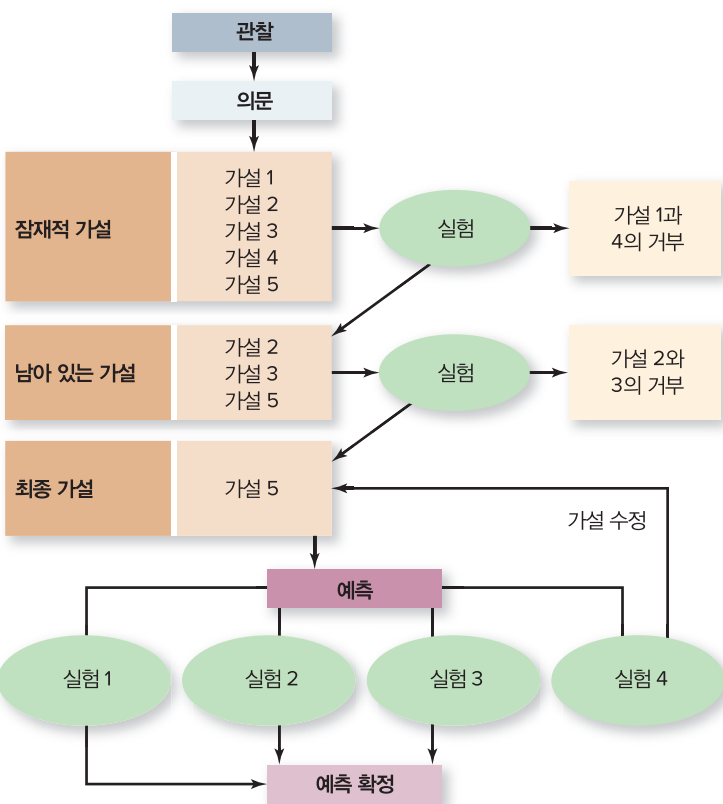 관찰
의문
잠재적 가설
가설 1
가설 2
가설 3
가설 4
가설 5
실험
가설 1과
4의 거부
남아 있는 가설
가설 2
가설 3
가설 5
실험
가설 2와
3의 거부
최종 가설
가설 5
가설 수정
예측
실험 1
실험 2
실험 3
실험 4
예측 확정